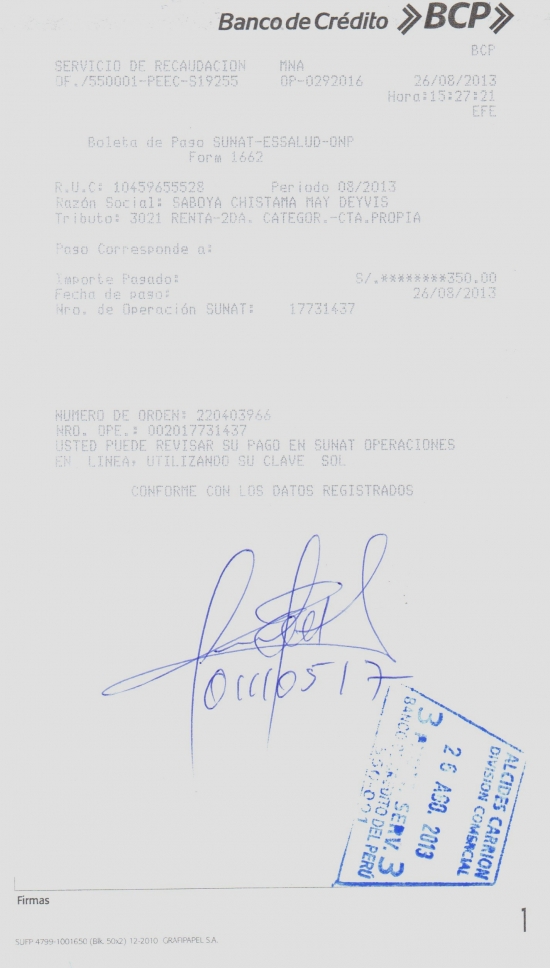 Banco de Crédito BCP
BCP
SERVICIO DE RECAUDACION MNA
OF./550001-PEEC-S19255 OP-0292016 26/08/2013
Hora:15:27:21
EFE
Boleta de Pago SUNAT-ESSALUD-ONP
Form 1662
R.U.C: 10459655528 Periodo 08/2013
Razón Social: SABOYA CHISTAMA MAY DEYVIS
Tributo: 3021 RENTA-2DA. CATEGOR.-CTA.PROPIA
Pago Corresponde a:
Importe Pagado: S/.********350.00
Fecha de pago: 26/08/2013
Nro. de Operación SUNAT: 17731437
NUMERO DE ORDEN: 220403966
NRO. OPE.: 002017731437
USTED PUEDE REVISAR SU PAGO EN SUNAT OPERACIONES
EN LINEA, UTILIZANDO SU CLAVE SOL
CONFORME CON LOS DATOS REGISTRADOS
01110517
ALCIDES CARRION
DIVISION COMERCIAL
26 AGO. 2013
3 SERV. 3
BANCO DE CREDITO DEL PERÚ
Firmas
1
SUFP 4799-1001650 (Blk. 50x2) 12-2010 GRAFIPAPEL S.A.